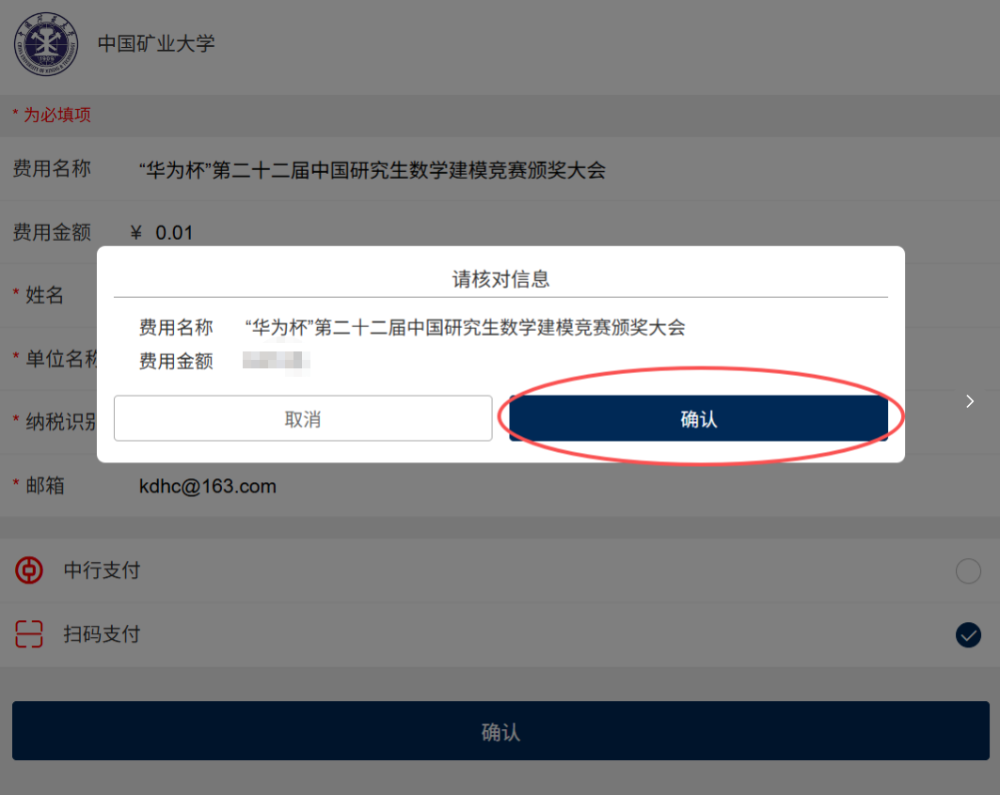 中国矿业大学
* 为必填项
费用名称 “华为杯”第二十二届中国研究生数学建模竞赛颁奖大会
费用金额 ¥ 0.01
* 姓名
请核对信息
费用名称 “华为杯”第二十二届中国研究生数学建模竞赛颁奖大会
费用金额
* 单位名称
取消 确认
* 纳税识别
* 邮箱 kdhc@163.com
中行支付
扫码支付
确认